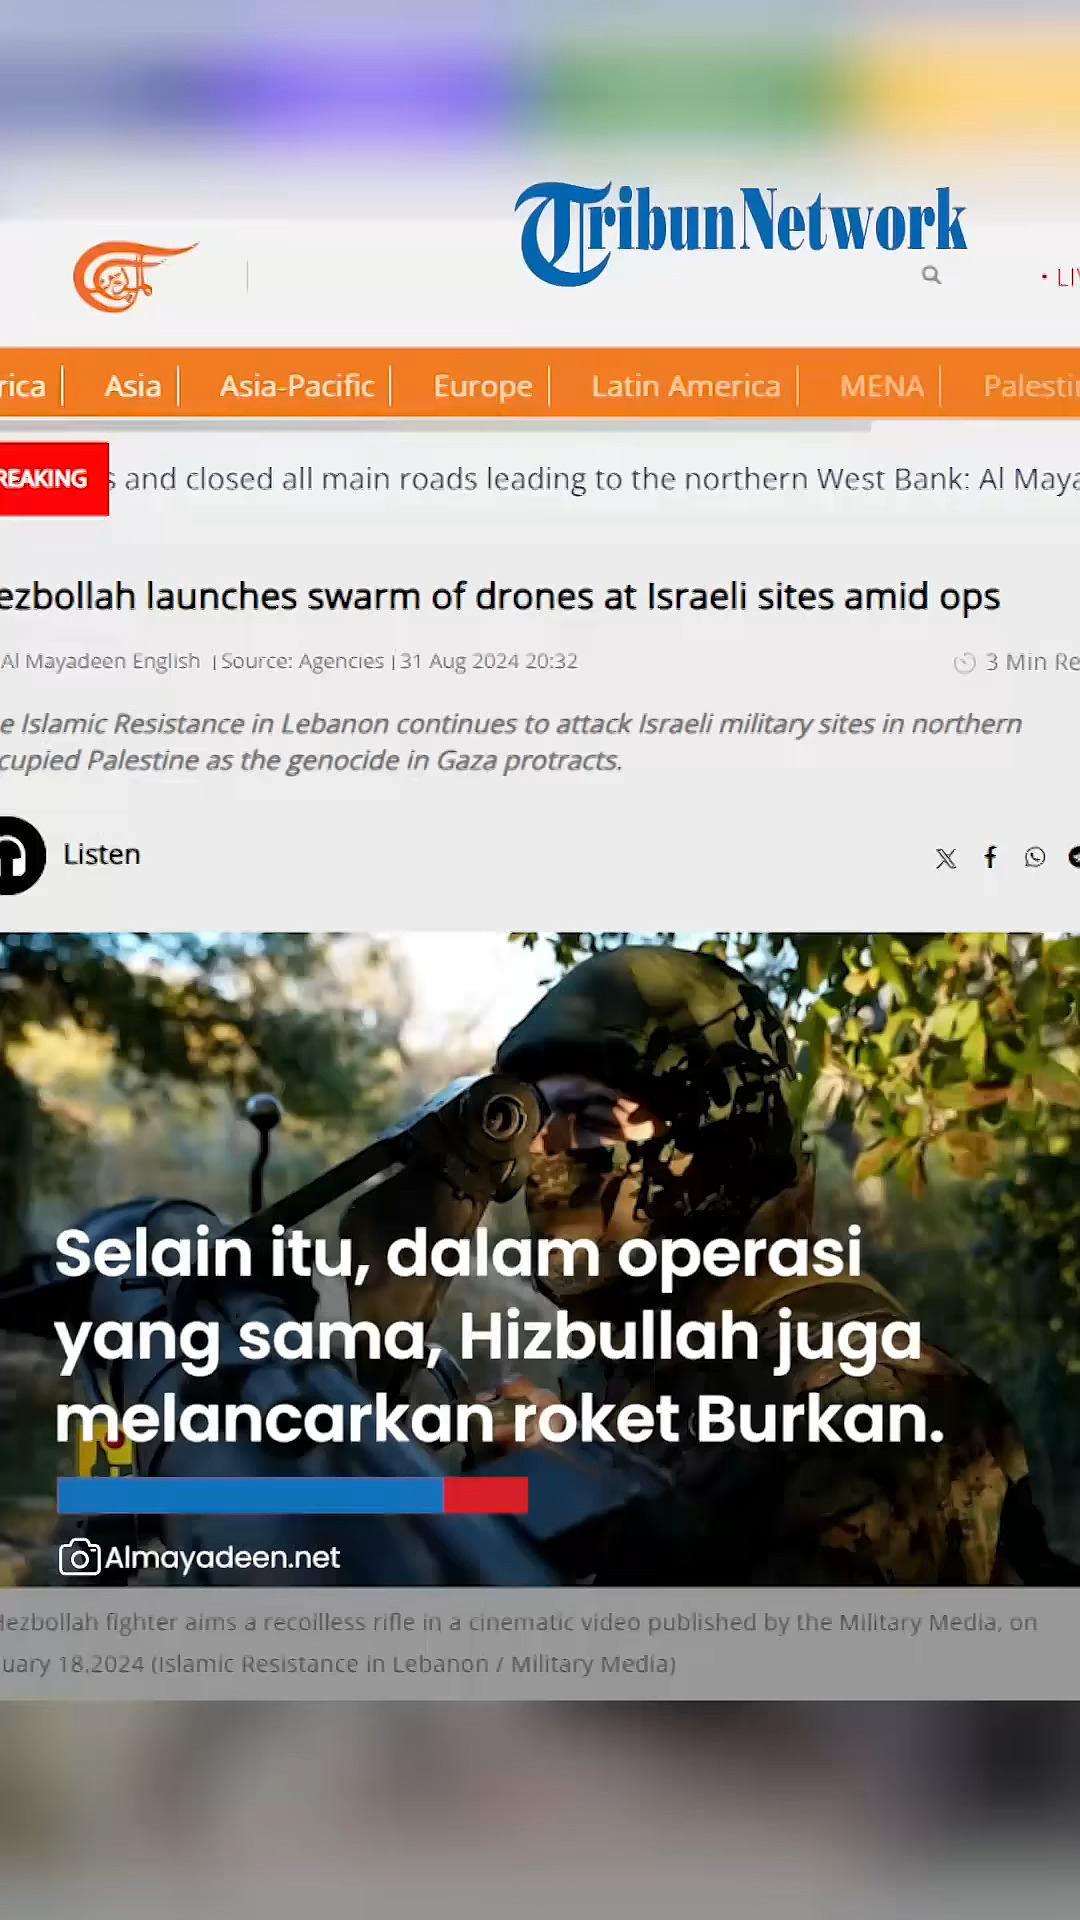 TribunNetwork
LIV
rica
Asia
Asia-Pacific
Europe
Latin America
MENA
Palesti
REAKING
s and closed all main roads leading to the northern West Bank: Al Maya
ezbollah launches swarm of drones at Israeli sites amid ops
Al Mayadeen English | Source: Agencies | 31 Aug 2024 20:32
3 Min Re
e Islamic Resistance in Lebanon continues to attack Israeli military sites in northern
cupied Palestine as the genocide in Gaza protracts.
Listen
Selain itu, dalam operasi
yang sama, Hizbullah juga
melancarkan roket Burkan.
Almayadeen.net
Hezbollah fighter aims a recoilless rifle in a cinematic video published by the Military Media, on
uary 18,2024 (Islamic Resistance in Lebanon / Military Media)